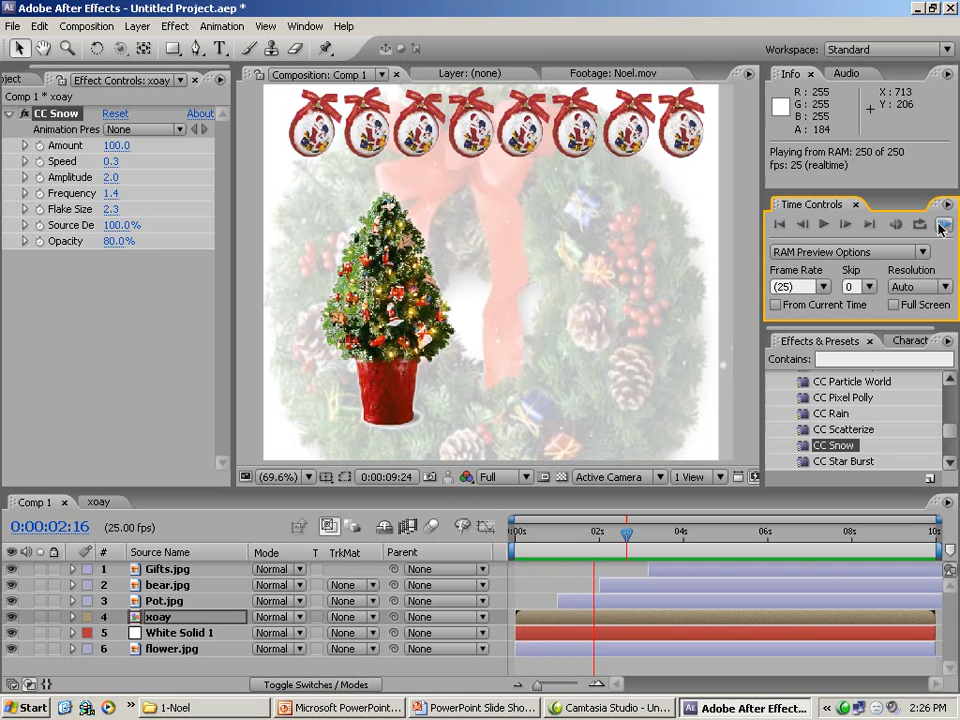 Adobe After Effects - Untitled Project.aep *
File Edit Composition Layer Effect Animation View Window Help
Workspace: Standard
oject Effect Controls: xoay
Comp 1 * xoay
CC Snow Reset About
Animation Pres None
Amount 100.0
Speed 0.3
Amplitude 2.0
Frequency 1.4
Flake Size 2.3
Source De 100.0%
Opacity 80.0%
Composition: Comp 1 Layer: (none) Footage: Noel.mov
(69.6%) 0:00:09:24 Full Active Camera 1 View
Info Audio
R : 255 X : 713
G : 255 Y : 206
B : 255
A : 184
Playing from RAM: 250 of 250
fps: 25 (realtime)
Time Controls
RAM Preview Options
Frame Rate Skip Resolution
(25) 0 Auto
From Current Time Full Screen
Effects & Presets Charact
Contains:
CC Particle World
CC Pixel Polly
CC Rain
CC Scatterize
CC Snow
CC Star Burst
Comp 1 xoay
0:00:02:16 (25.00 fps)
:00s 02s 04s 06s 08s 10s
# Source Name Mode T TrkMat Parent
1 Gifts.jpg Normal None
2 bear.jpg Normal None None
3 Pot.jpg Normal None None
4 xoay Normal None None
5 White Solid 1 Normal None None
6 flower.jpg Normal None None
Toggle Switches / Modes
Start 1-Noel Microsoft PowerPoint... PowerPoint Slide Sho... Camtasia Studio - Un... Adobe After Effect... 2:26 PM